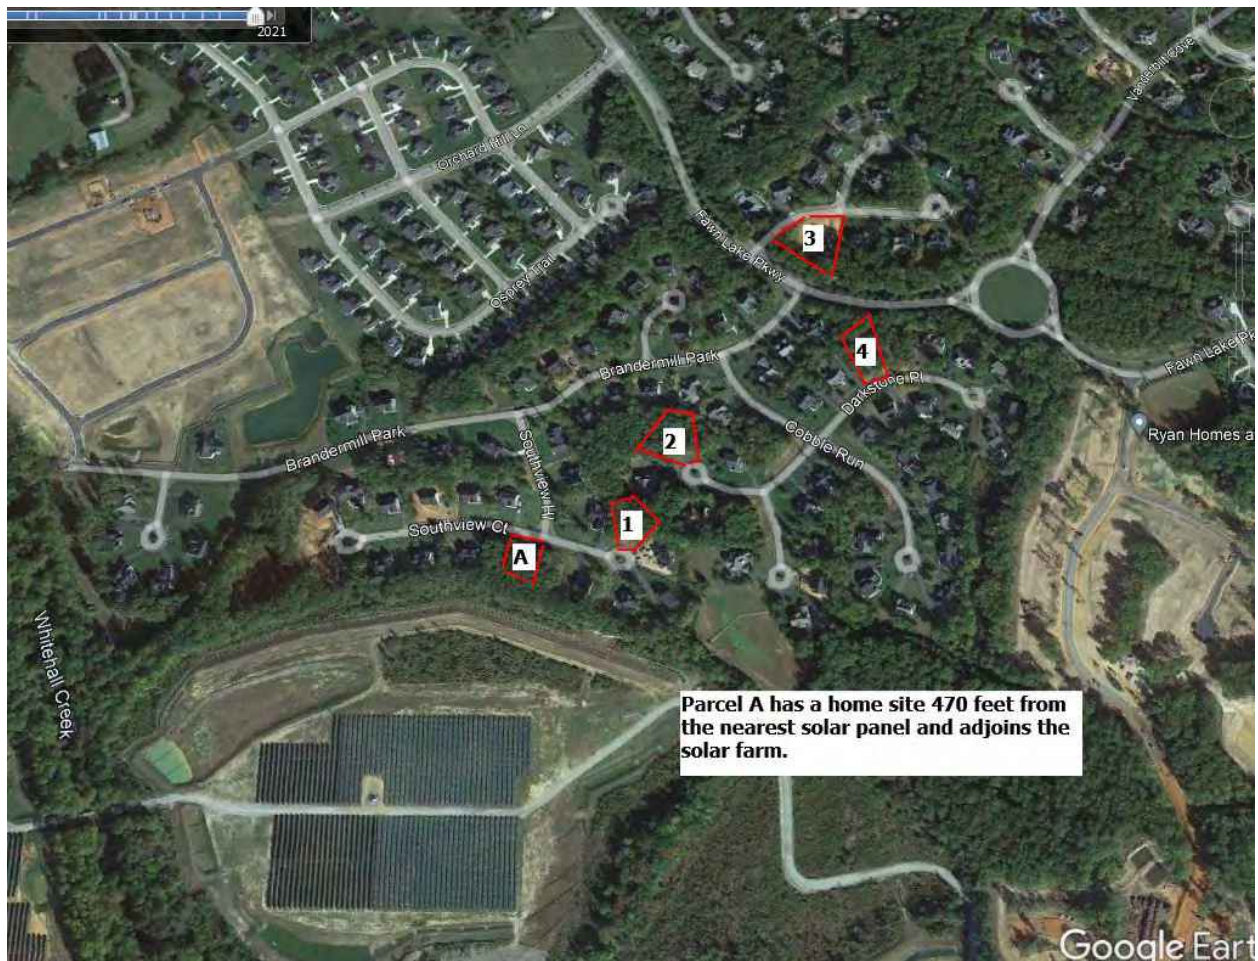 2021
Vanderbilt Cove
Orchard Hill Ln
Fawn Lake Pkwy
3
Osprey Trail
Brandermill Park
4
Fawn Lake Pk
Darkstone Pl
Ryan Homes a
2
Cobble Run
Brandermill Park
Southview Hl
1
Southview Ct
A
Whitehall Creek
Parcel A has a home site 470 feet from
the nearest solar panel and adjoins the
solar farm.
Google Eart